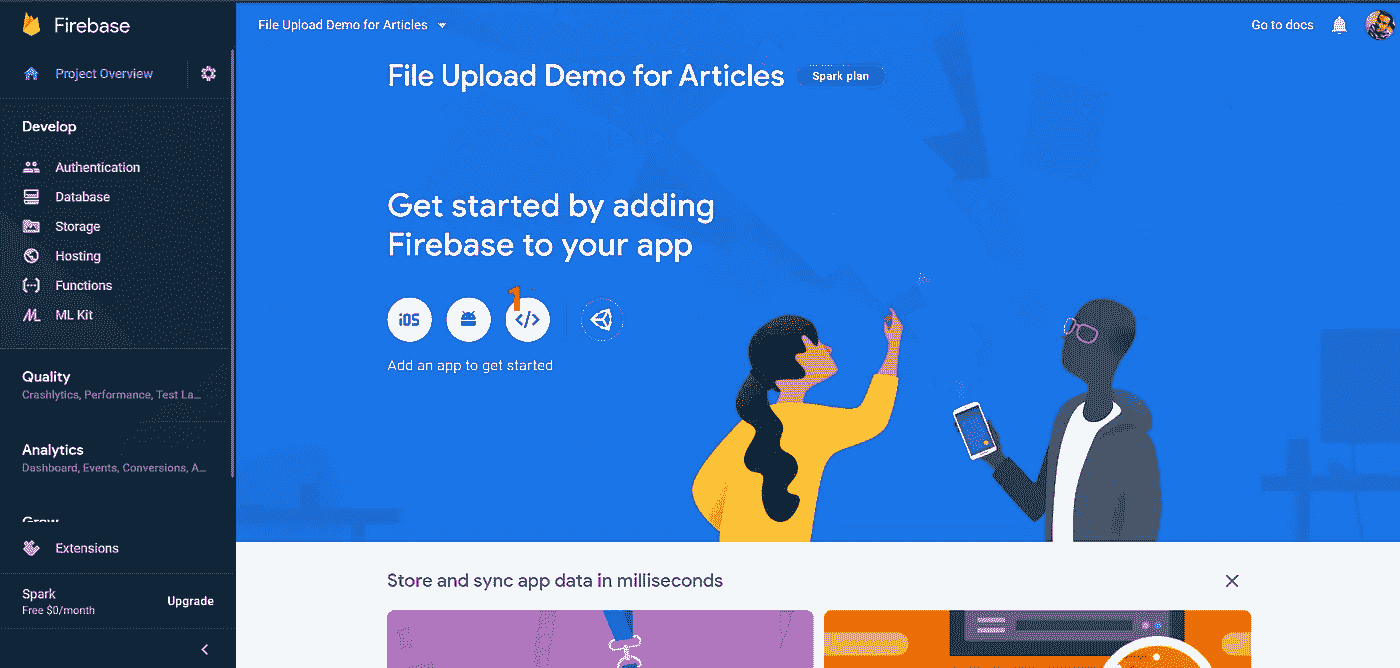 Firebase
Project Overview
Develop
Authentication
Database
Storage
Hosting
Functions
ML Kit
Quality
Crashlytics, Performance, Test La...
Analytics
Dashboard, Events, Conversions, A...
Grow
Extensions
Spark
Free $0/month
Upgrade
File Upload Demo for Articles
Go to docs
File Upload Demo for Articles
Spark plan
Get started by adding
Firebase to your app
1
iOS
</>
Add an app to get started
Store and sync app data in milliseconds